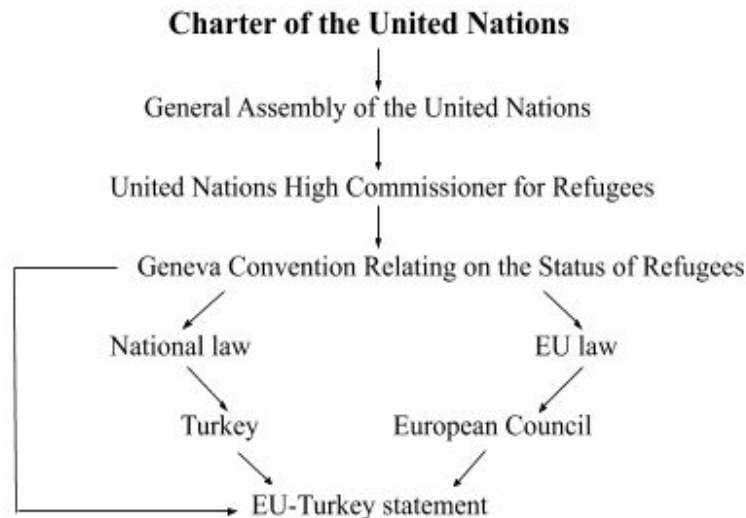 Charter of the United Nations
General Assembly of the United Nations
United Nations High Commissioner for Refugees
Geneva Convention Relating on the Status of Refugees
National law
EU law
Turkey
European Council
EU-Turkey statement